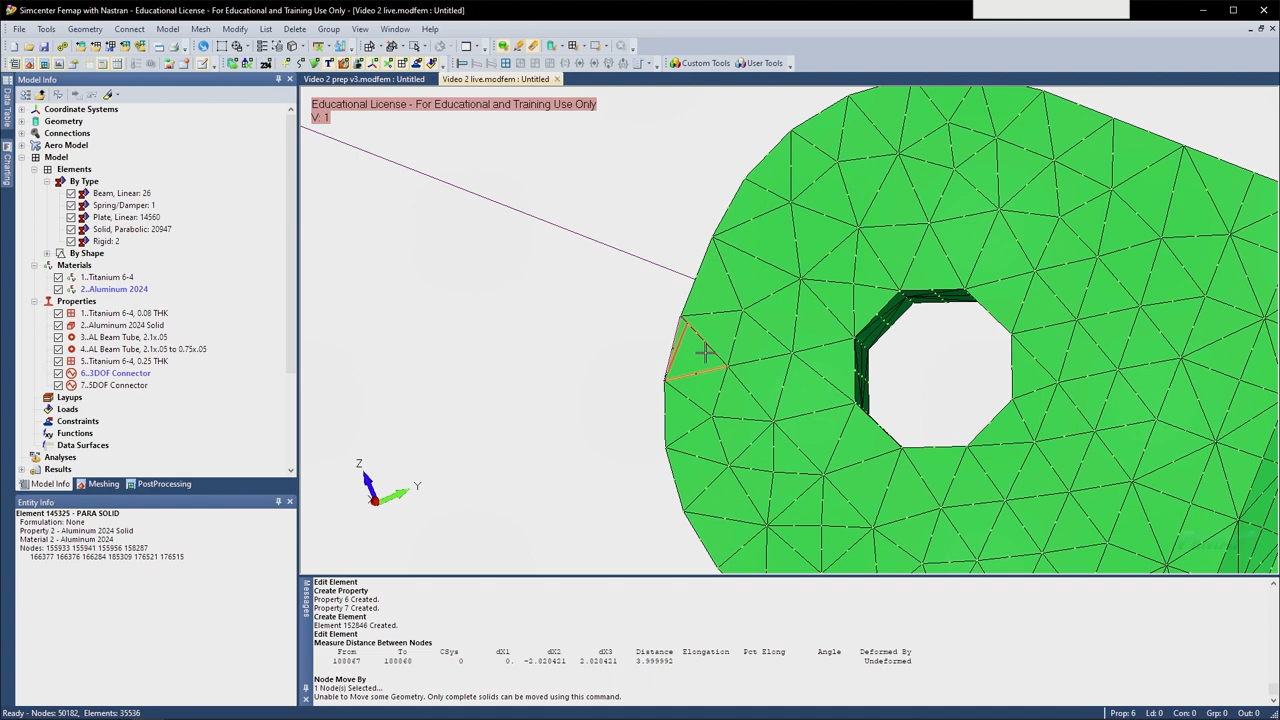 Simcenter Femap with Nastran - Educational License - For Educational and Training Use Only - [Video 2 live.modfem : Untitled]
File Tools Geometry Connect Model Mesh Modify List Delete Group View Window Help
Custom Tools User Tools
Model Info
Video 2 prep v3.modfem : Untitled Video 2 live.modfem : Untitled
Data Table
Charting
Educational License - For Educational and Training Use Only
V: 1
Coordinate Systems
Geometry
Connections
Aero Model
Model
Elements
By Type
Beam, Linear: 26
Spring/Damper: 1
Plate, Linear: 14560
Solid, Parabolic: 20947
Rigid: 2
By Shape
Materials
1..Titanium 6-4
2..Aluminum 2024
Properties
1..Titanium 6-4, 0.08 THK
2..Aluminum 2024 Solid
3..AL Beam Tube, 2.1x.05
4..AL Beam Tube, 2.1x.05 to 0.75x.05
5..Titanium 6-4, 0.25 THK
6..3DOF Connector
7..5DOF Connector
Layups
Loads
Constraints
Functions
Data Surfaces
Analyses
Results
Z
Y
Model Info Meshing PostProcessing
Entity Info
Element 145325 - PARA SOLID
Formulation: None
Property 2 - Aluminum 2024 Solid
Material 2 - Aluminum 2024
Nodes: 155933 155941 155956 158287
166377 166376 166284 185309 176521 176515
Messages
Edit Element
Create Property
Property 6 Created.
Property 7 Created.
Create Element
Element 152846 Created.
Edit Element
Measure Distance Between Nodes
From To CSys dX1 dX2 dX3 Distance Elongation Pct Elong Angle Deformed By
100067 100060 0 0. -2.828421 2.828421 3.999992 Undeformed
Node Move By
1 Node(s) Selected...
Unable to Move some Geometry. Only complete solids can be moved using this command.
Ready - Nodes: 50182, Elements: 35536
Prop: 6 Ld: 0 Con: 0 Grp: 0 Out: 0